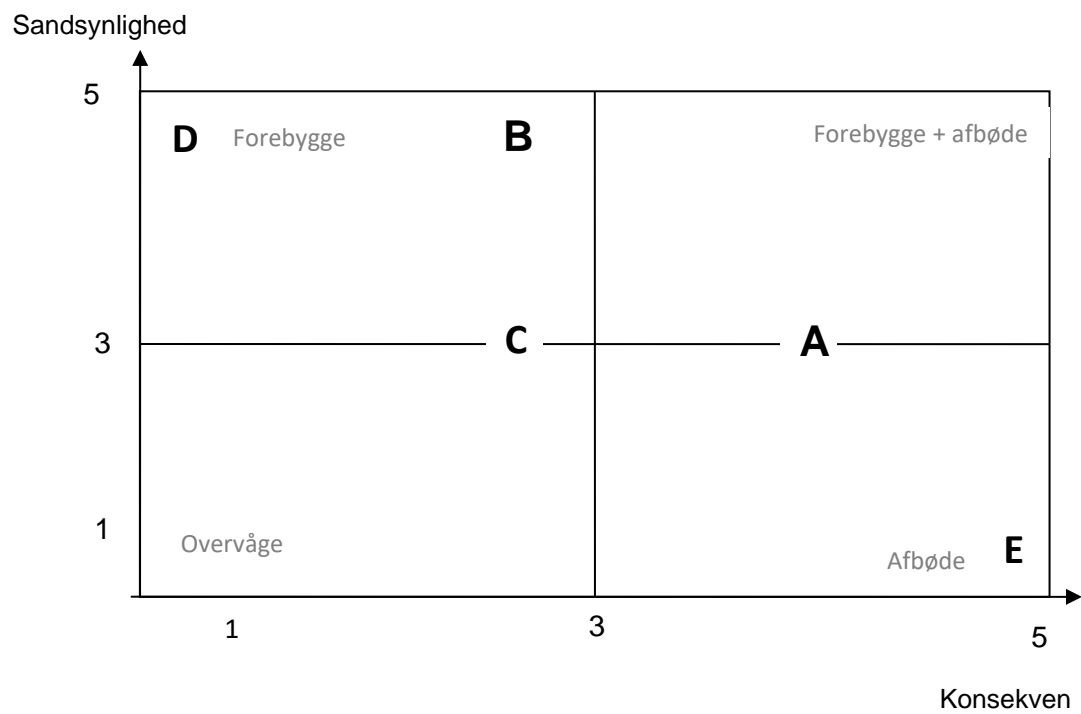 Sandsynlighed
5
D Forebygge B Forebygge + afbøde
3 C A
1
Overvåge Afbøde E
1 3 5
Konsekven